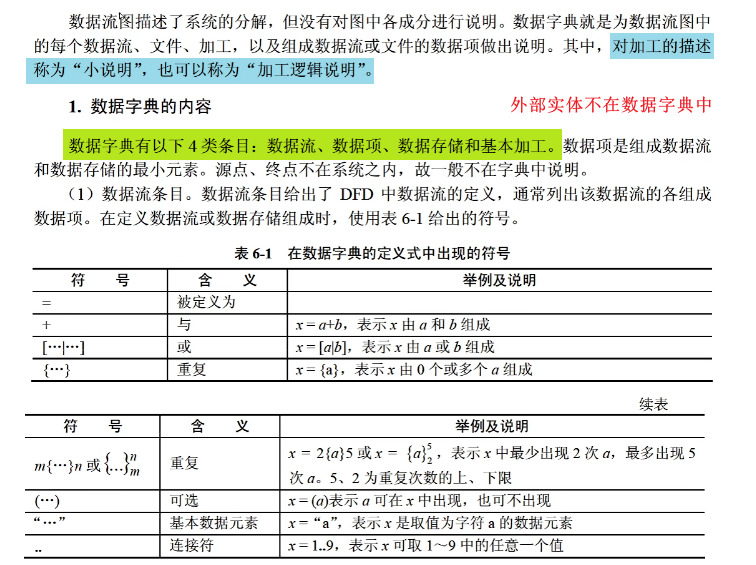 数据流图描述了系统的分解，但没有对图中各成分进行说明。数据字典就是为数据流图中
的每个数据流、文件、加工，以及组成数据流或文件的数据项做出说明。其中，对加工的描述
称为“小说明”，也可以称为“加工逻辑说明”。
1. 数据字典的内容
外部实体不在数据字典中
数据字典有以下 4 类条目：数据流、数据项、数据存储和基本加工。数据项是组成数据流
和数据存储的最小元素。源点、终点不在系统之内，故一般不在字典中说明。
（1）数据流条目。数据流条目给出了 DFD 中数据流的定义，通常列出该数据流的各组成
数据项。在定义数据流或数据存储组成时，使用表 6-1 给出的符号。
表 6-1 在数据字典的定义式中出现的符号
符 号 含 义 举例及说明
= 被定义为
+ 与 x = a+b，表示 x 由 a 和 b 组成
[···|···] 或 x = [a|b]，表示 x 由 a 或 b 组成
{···} 重复 x = {a}，表示 x 由 0 个或多个 a 组成
续表
符 号 含 义 举例及说明
m{···}n 或 {...}ₘⁿ 重复 x = 2{a}5 或 x = {a}₂⁵，表示 x 中最少出现 2 次 a，最多出现 5
次 a。5、2 为重复次数的上、下限
(···) 可选 x = (a)表示 a 可在 x 中出现，也可不出现
“···” 基本数据元素 x = “a”，表示 x 是取值为字符 a 的数据元素
.. 连接符 x = 1..9，表示 x 可取 1～9 中的任意一个值